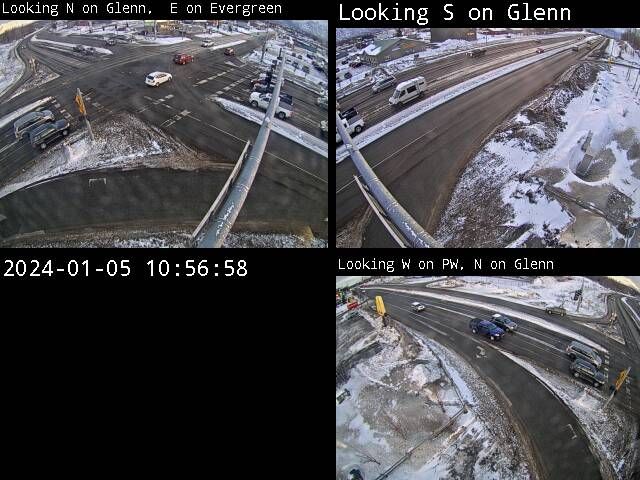 Looking N on Glenn,  E on Evergreen
Looking S on Glenn
2024-01-05 10:56:58
Looking W on PW, N on Glenn